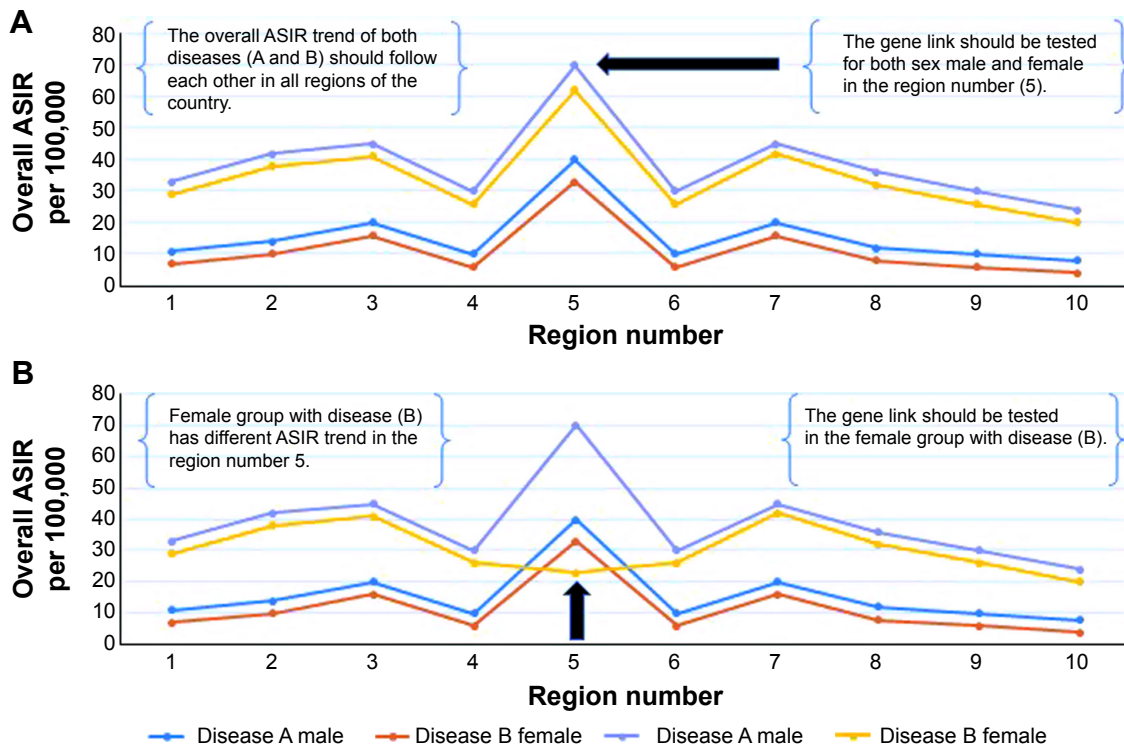 A
The overall ASIR trend of both
diseases (A and B) should follow
each other in all regions of the
country.
The gene link should be tested
for both sex male and female
in the region number (5).
Overall ASIR
per 100,000
80
70
60
50
40
30
20
10
0
1 2 3 4 5 6 7 8 9 10
Region number
B
Female group with disease (B)
has different ASIR trend in the
region number 5.
The gene link should be tested
in the female group with disease (B).
Overall ASIR
per 100,000
80
70
60
50
40
30
20
10
0
1 2 3 4 5 6 7 8 9 10
Region number
Disease A male Disease B female Disease A male Disease B female